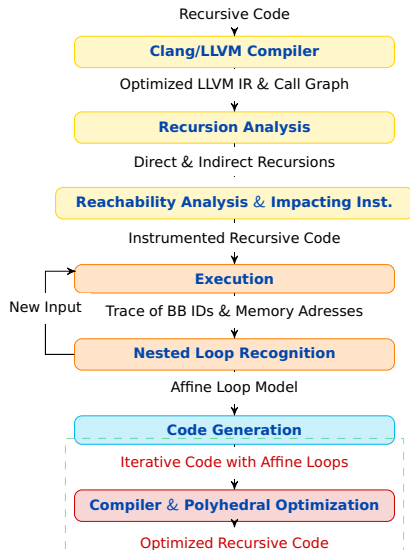 Recursive Code
Clang/LLVM Compiler
Optimized LLVM IR & Call Graph
Recursion Analysis
Direct & Indirect Recursions
Reachability Analysis & Impacting Inst.
Instrumented Recursive Code
Execution
New Input
Trace of BB IDs & Memory Adresses
Nested Loop Recognition
Affine Loop Model
Code Generation
Iterative Code with Affine Loops
Compiler & Polyhedral Optimization
Optimized Recursive Code